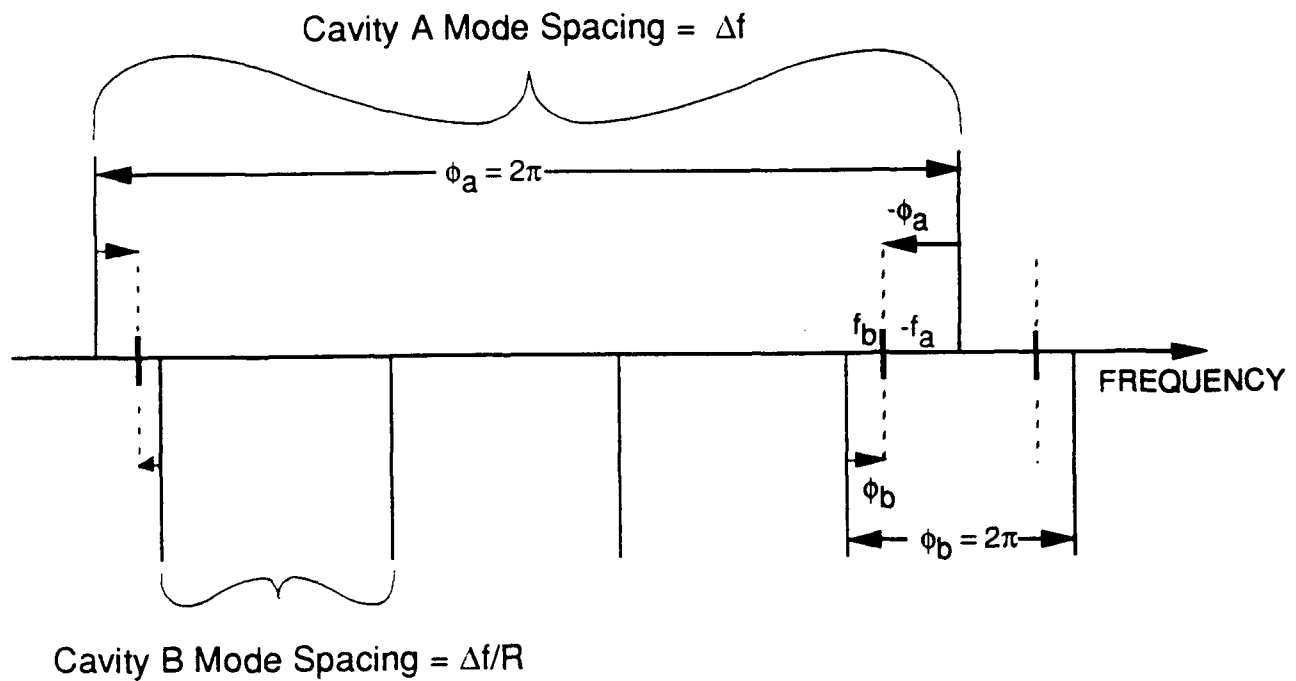 Cavity A Mode Spacing = Δf
ϕa = 2π
-ϕa
fb -fa
FREQUENCY
ϕb
ϕb = 2π
Cavity B Mode Spacing = Δf/R